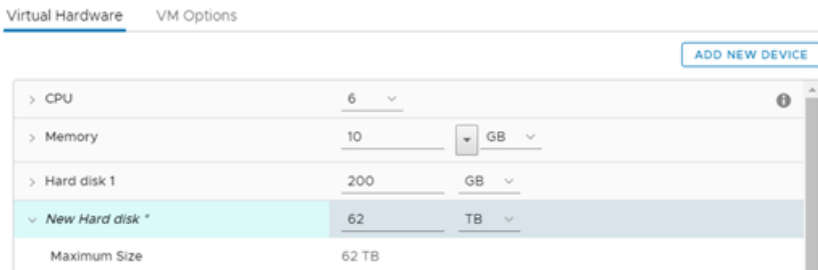 Virtual Hardware VM Options
ADD NEW DEVICE
CPU 6
Memory 10 GB
Hard disk 1 200 GB
New Hard disk * 62 TB
Maximum Size 62 TB